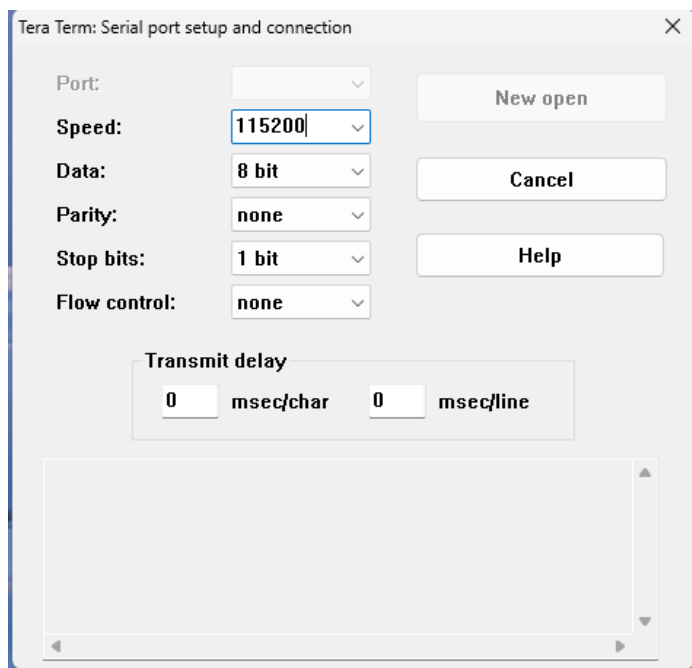 Tera Term: Serial port setup and connection
Port:
New open
Speed: 115200
Data: 8 bit
Cancel
Parity: none
Stop bits: 1 bit
Help
Flow control: none
Transmit delay
0 msec/char 0 msec/line